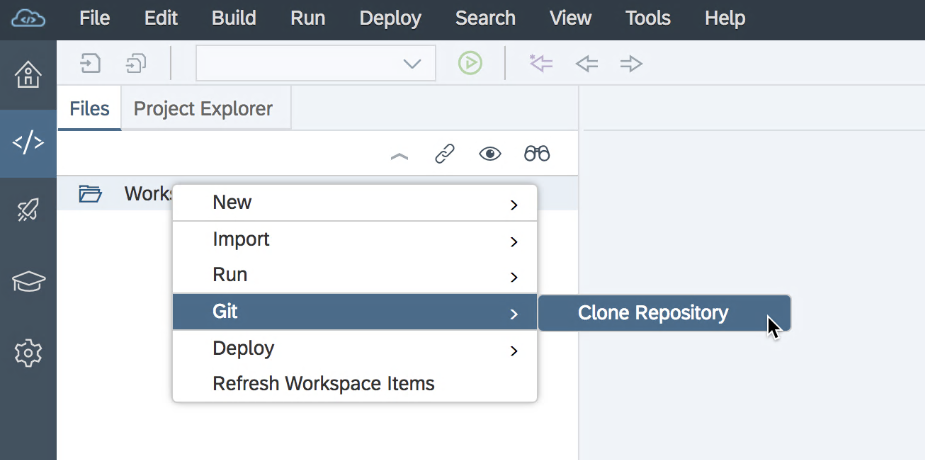 File Edit Build Run Deploy Search View Tools Help
Files Project Explorer
New
Import
Run
Git
Clone Repository
Deploy
Refresh Workspace Items